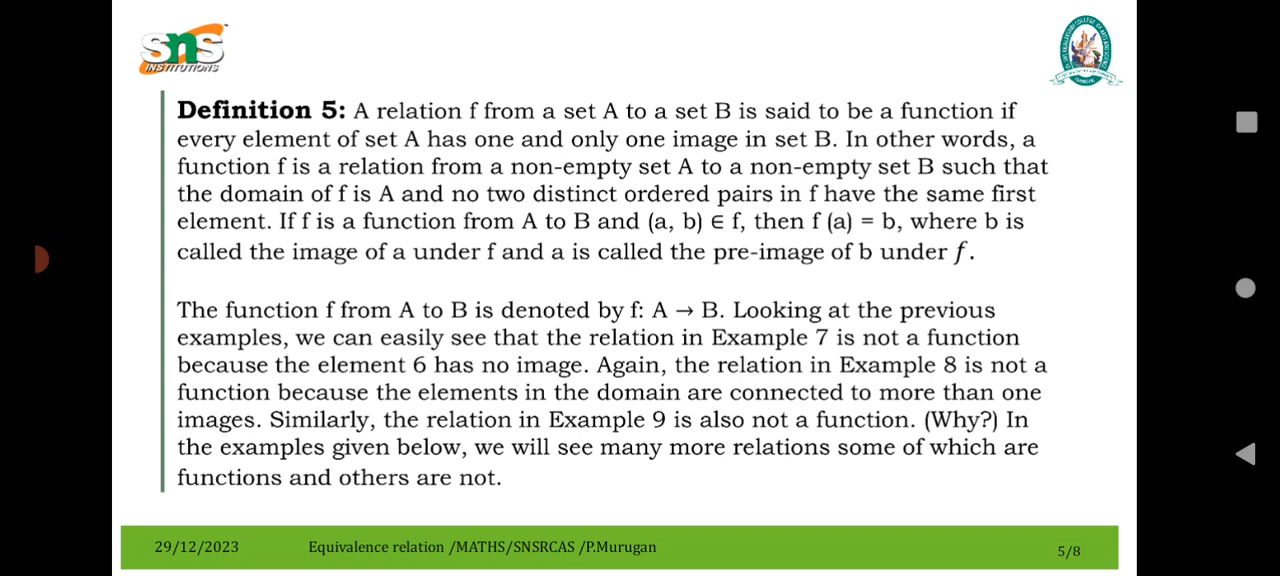 sns
INSTITUTIONS
Definition 5: A relation f from a set A to a set B is said to be a function if
every element of set A has one and only one image in set B. In other words, a
function f is a relation from a non-empty set A to a non-empty set B such that
the domain of f is A and no two distinct ordered pairs in f have the same first
element. If f is a function from A to B and (a, b) ∈ f, then f (a) = b, where b is
called the image of a under f and a is called the pre-image of b under f.
The function f from A to B is denoted by f: A → B. Looking at the previous
examples, we can easily see that the relation in Example 7 is not a function
because the element 6 has no image. Again, the relation in Example 8 is not a
function because the elements in the domain are connected to more than one
images. Similarly, the relation in Example 9 is also not a function. (Why?) In
the examples given below, we will see many more relations some of which are
functions and others are not.
29/12/2023 Equivalence relation /MATHS/SNSRCAS /P.Murugan 5/8